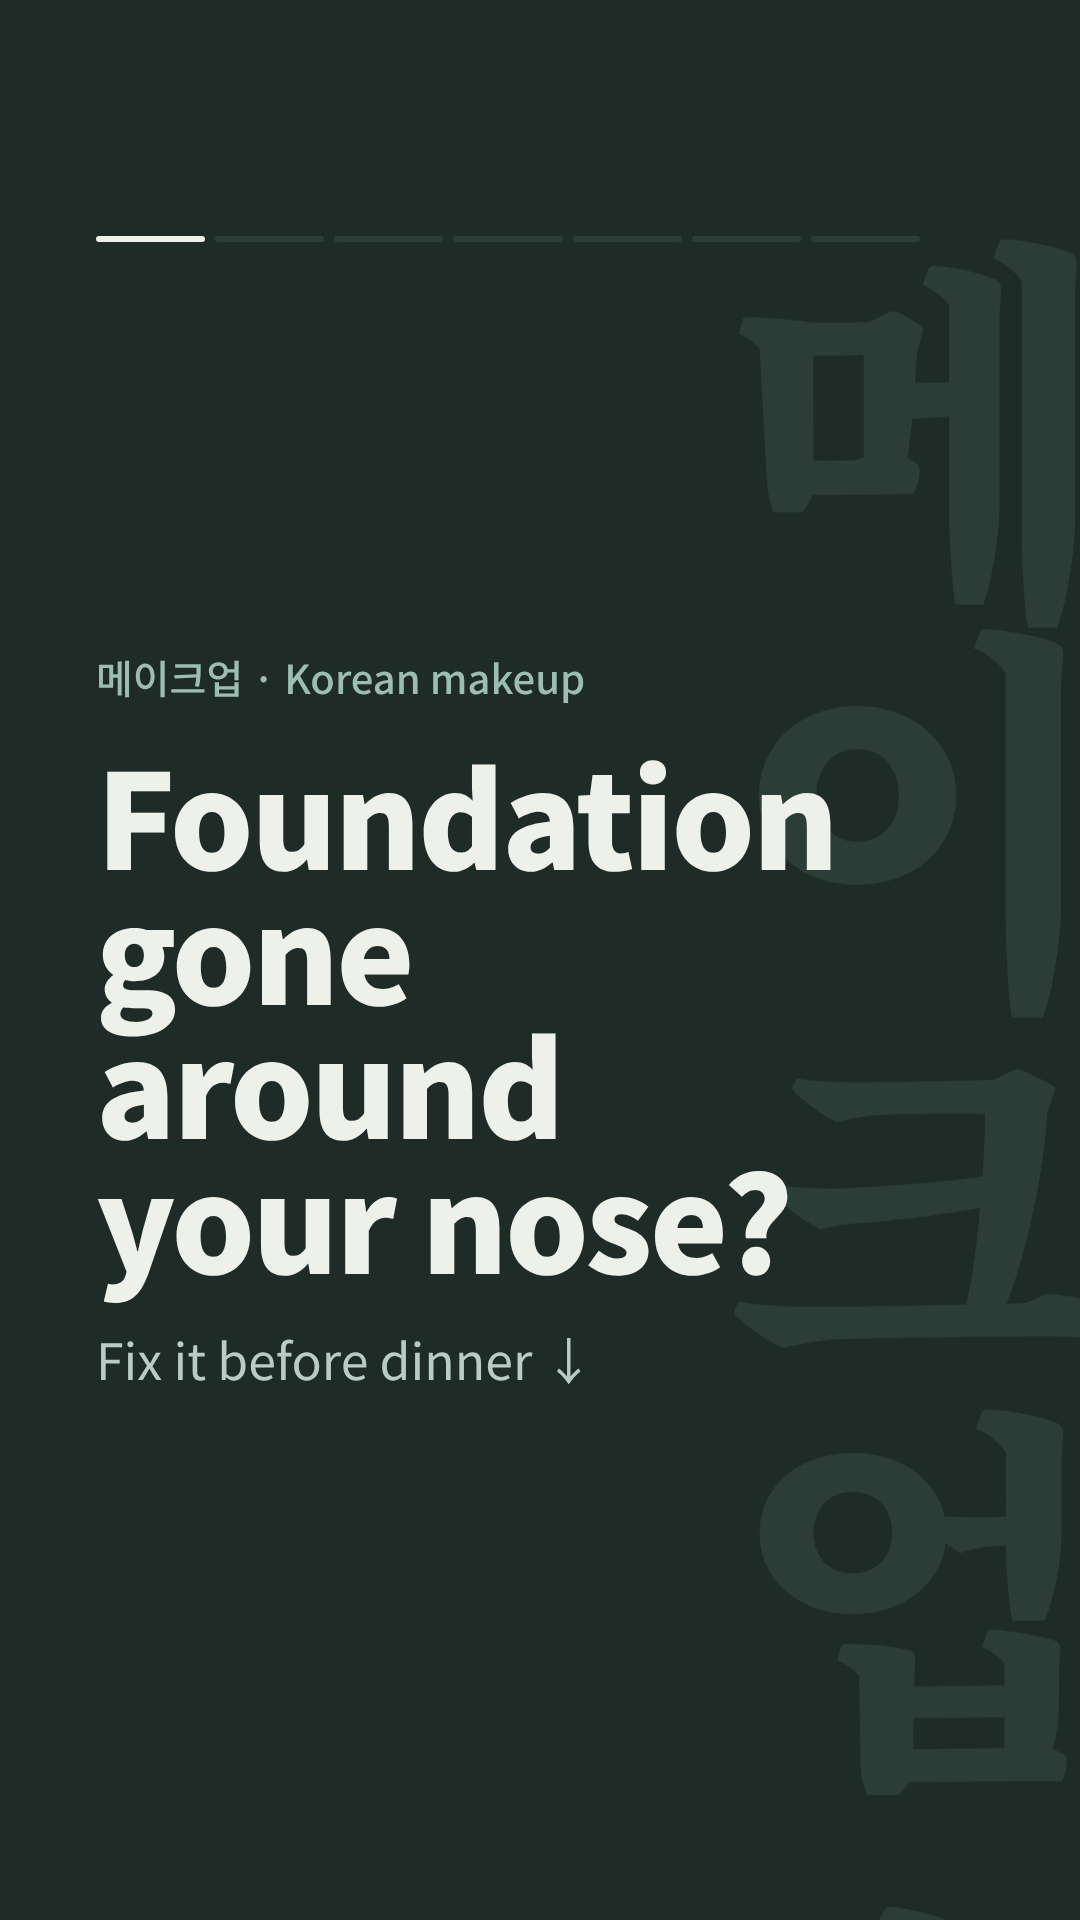 메이크업 · Korean makeup
Foundation
gone
around
your nose?
Fix it before dinner ↓
메
이
크
업